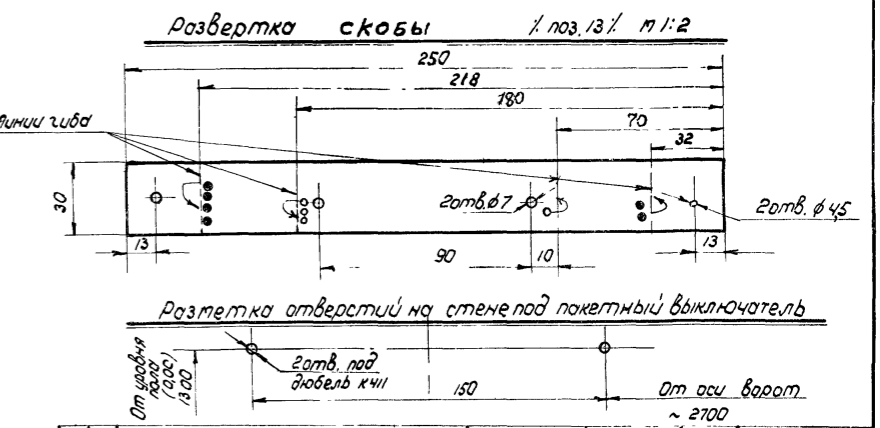 Развертка скобы /. поз. 13/. М 1:2
250
218
180
70
32
Линии гиба
30
2отв. ф7
2отв. ф 4,5
13
90
10
13
Разметка отверстий на стене под пакетный выключатель
От уровня
пола
(0,00)
1300
2отв. под
дюбель К411
150
От оси ворот
~ 2700